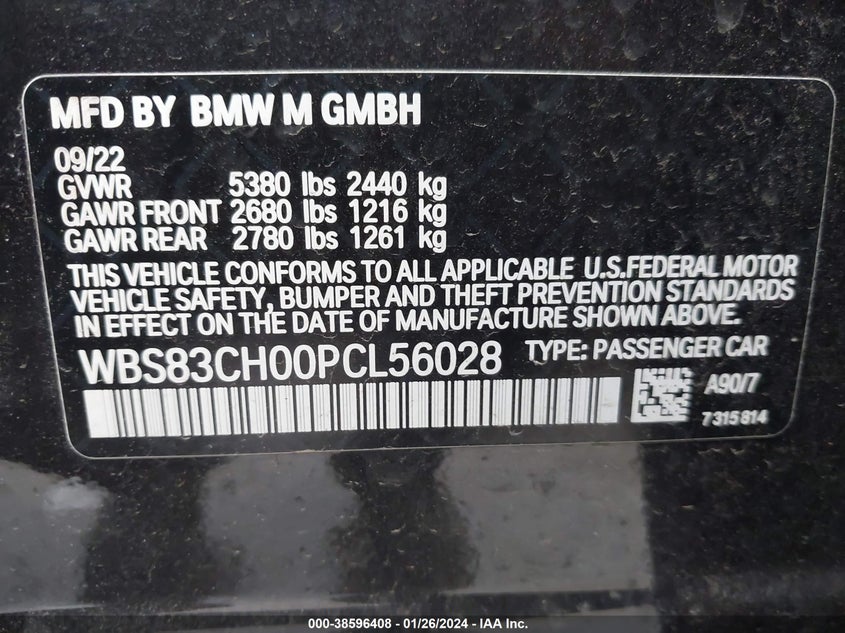 MFD BY BMW M GMBH
09/22
GVWR 5380 lbs 2440 kg
GAWR FRONT 2680 lbs 1216 kg
GAWR REAR 2780 lbs 1261 kg
THIS VEHICLE CONFORMS TO ALL APPLICABLE U.S.FEDERAL MOTOR
VEHICLE SAFETY, BUMPER AND THEFT PREVENTION STANDARDS
IN EFFECT ON THE DATE OF MANUFACTURE SHOWN ABOVE.
WBS83CH00PCL56028 TYPE: PASSENGER CAR
A90/7
7315814
000-38596408 - 01/26/2024 - IAA Inc.